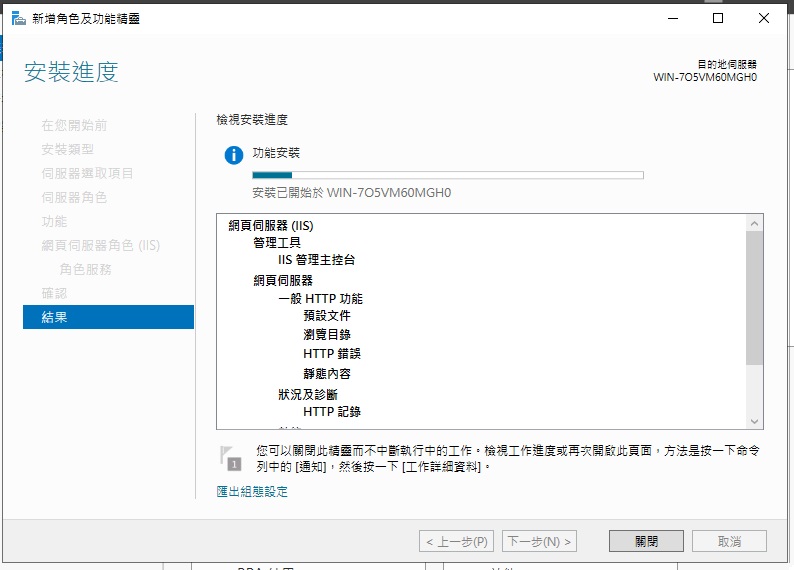 新增角色及功能精靈
安裝進度
目的地伺服器
WIN-7O5VM60MGH0
在您開始前
安裝類型
伺服器選取項目
伺服器角色
功能
網頁伺服器角色 (IIS)
角色服務
確認
結果
檢視安裝進度
功能安裝
安裝已開始於 WIN-7O5VM60MGH0
網頁伺服器 (IIS)
管理工具
IIS 管理主控台
網頁伺服器
一般 HTTP 功能
預設文件
瀏覽目錄
HTTP 錯誤
靜態內容
狀況及診斷
HTTP 記錄
1
您可以關閉此精靈而不中斷執行中的工作。檢視工作進度或再次開啟此頁面，方法是按一下命令
列中的 [通知]，然後按一下 [工作詳細資料]。
匯出組態設定
< 上一步(P)
下一步(N) >
關閉
取消